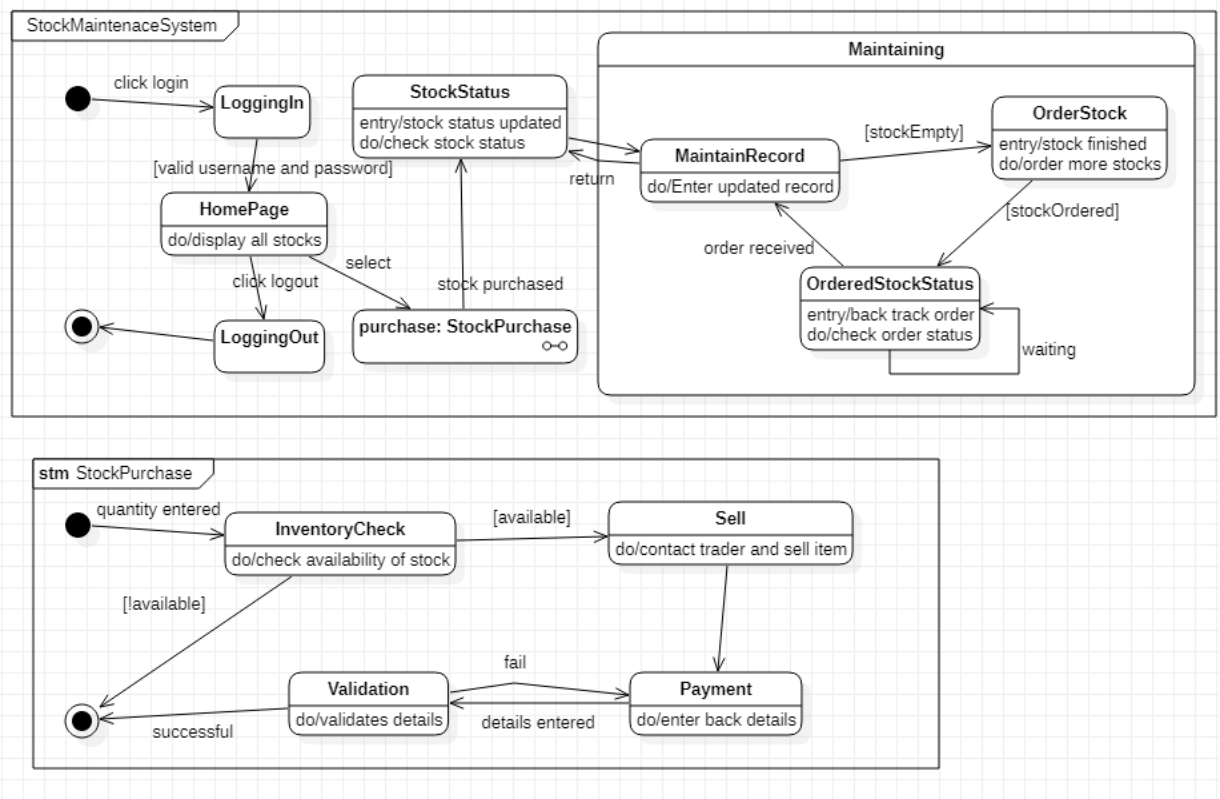 StockMaintenaceSystem
click login
LoggingIn
[valid username and password]
HomePage
do/display all stocks
click logout
select
LoggingOut
StockStatus
entry/stock status updated
do/check stock status
stock purchased
purchase: StockPurchase
return
Maintaining
MaintainRecord
do/Enter updated record
[stockEmpty]
OrderStock
entry/stock finished
do/order more stocks
[stockOrdered]
order received
OrderedStockStatus
entry/back track order
do/check order status
waiting
stm StockPurchase
quantity entered
InventoryCheck
do/check availability of stock
[available]
Sell
do/contact trader and sell item
[!available]
fail
Validation
do/validates details
Payment
do/enter back details
details entered
successful